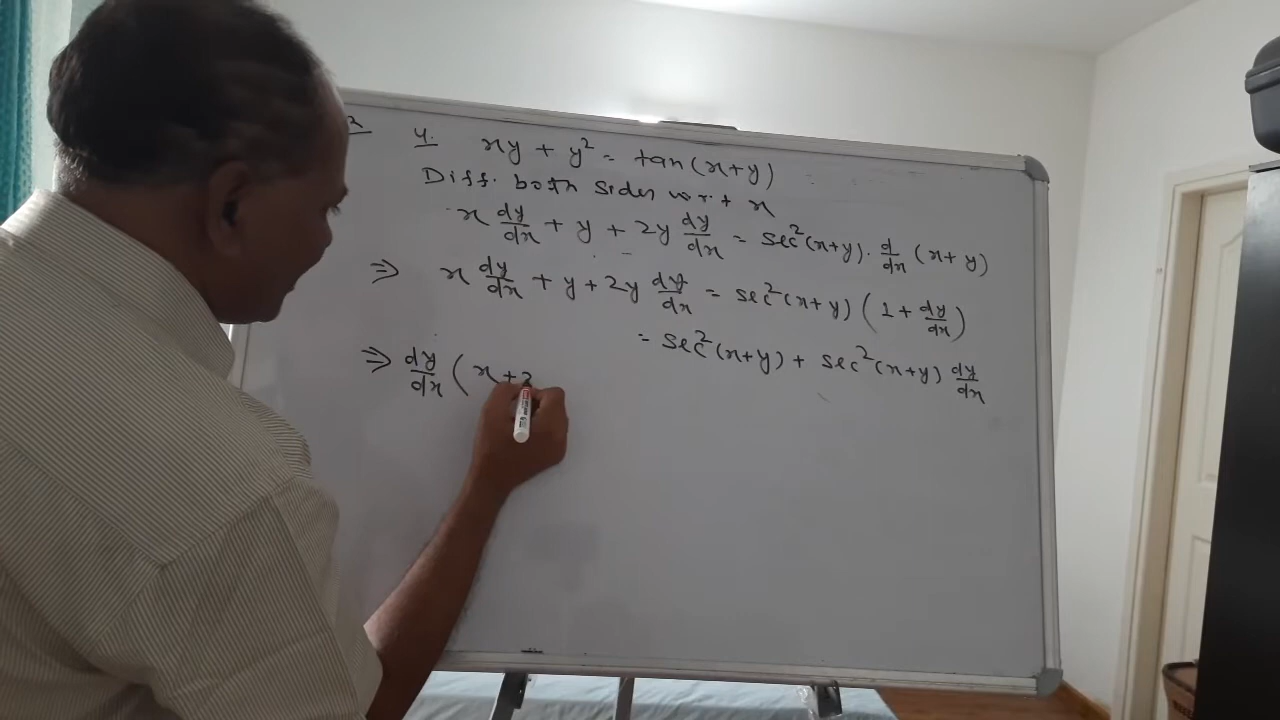 4. xy + y² = tan(x+y)
Diff. both sides w.r.t x
x dy/dx + y + 2y dy/dx = sec²(x+y). d/dx (x+y)
⇒ x dy/dx + y + 2y dy/dx = sec²(x+y) (1 + dy/dx)
= sec²(x+y) + sec²(x+y) dy/dx
⇒ dy/dx (x+2